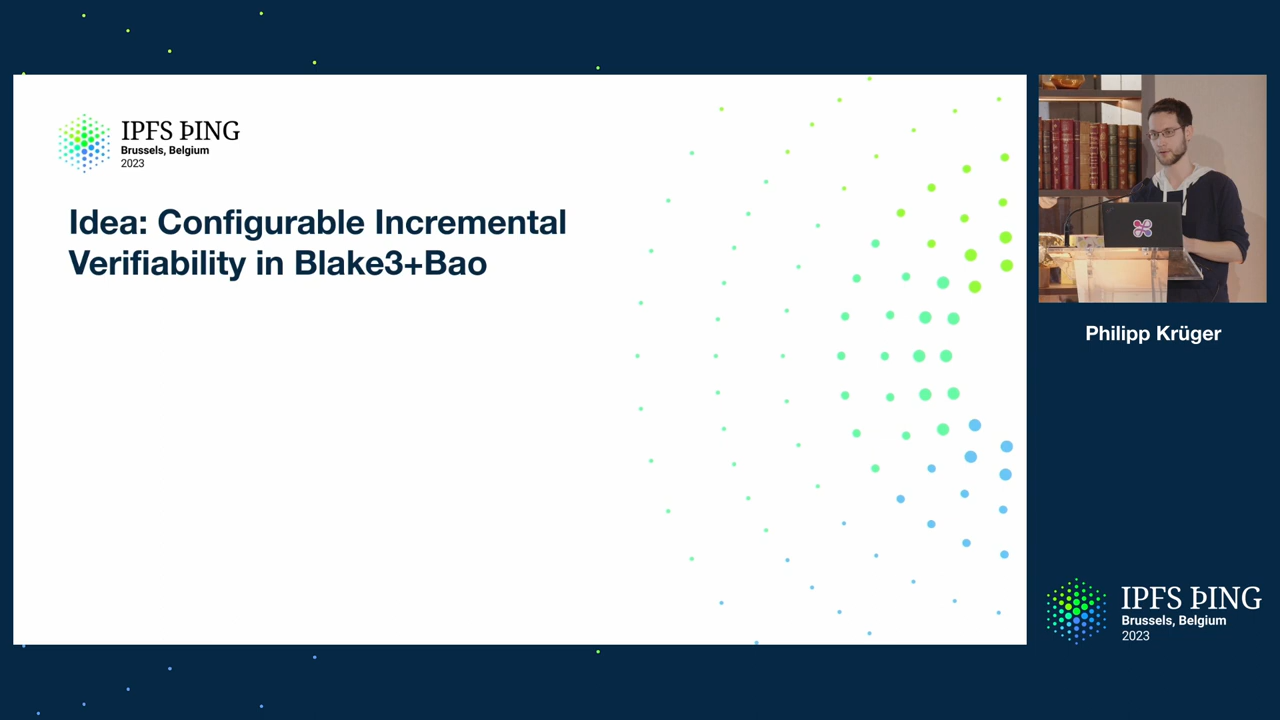 IPFS ÞING
Brussels, Belgium
2023
Idea: Configurable Incremental
Verifiability in Blake3+Bao
Philipp Krüger
IPFS ÞING
Brussels, Belgium
2023